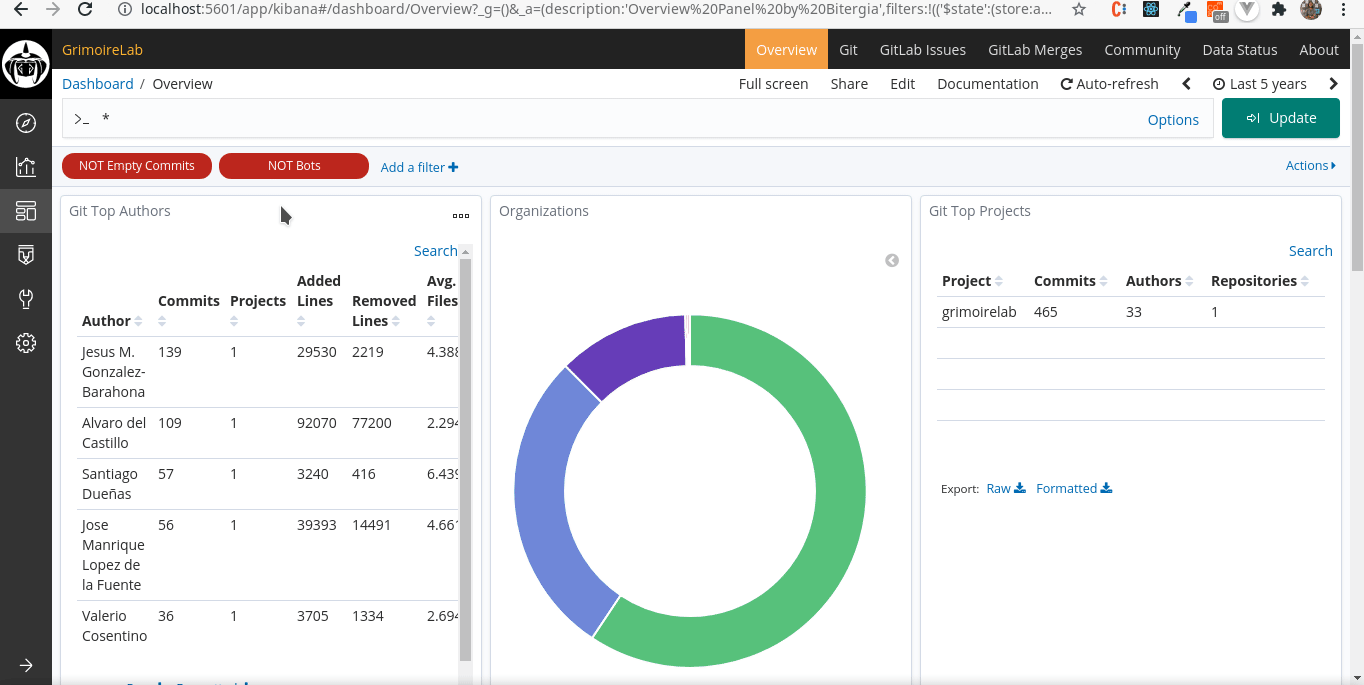 localhost:5601/app/kibana#/dashboard/Overview?_g=()&_a=(description:'Overview%20Panel%20by%20Bitergia',filters:!(('$state':(store:a...
off
GrimoireLab
Overview Git GitLab Issues GitLab Merges Community Data Status About
Dashboard / Overview
Full screen Share Edit Documentation Auto-refresh Last 5 years
>_ *
Options
Update
NOT Empty Commits NOT Bots Add a filter
Actions
Git Top Authors
Search
Author Commits Projects Added Lines Removed Lines Avg. Files
Jesus M. Gonzalez-Barahona 139 1 29530 2219 4.388
Alvaro del Castillo 109 1 92070 77200 2.294
Santiago Dueñas 57 1 3240 416 6.439
Jose Manrique Lopez de la Fuente 56 1 39393 14491 4.661
Valerio Cosentino 36 1 3705 1334 2.694
Organizations
Git Top Projects
Search
Project Commits Authors Repositories
grimoirelab 465 33 1
Export: Raw Formatted